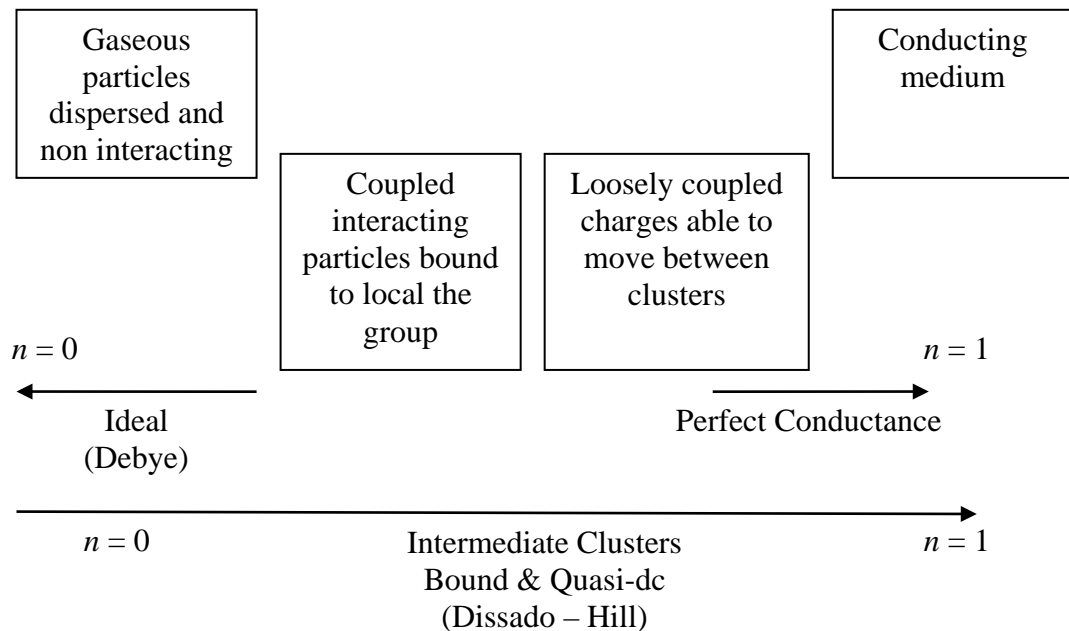 Gaseous
particles
dispersed and
non interacting
Conducting
medium
Coupled
interacting
particles bound
to local the
group
Loosely coupled
charges able to
move between
clusters
n = 0
n = 1
Ideal
(Debye)
Perfect Conductance
n = 0
Intermediate Clusters
Bound & Quasi-dc
(Dissado – Hill)
n = 1